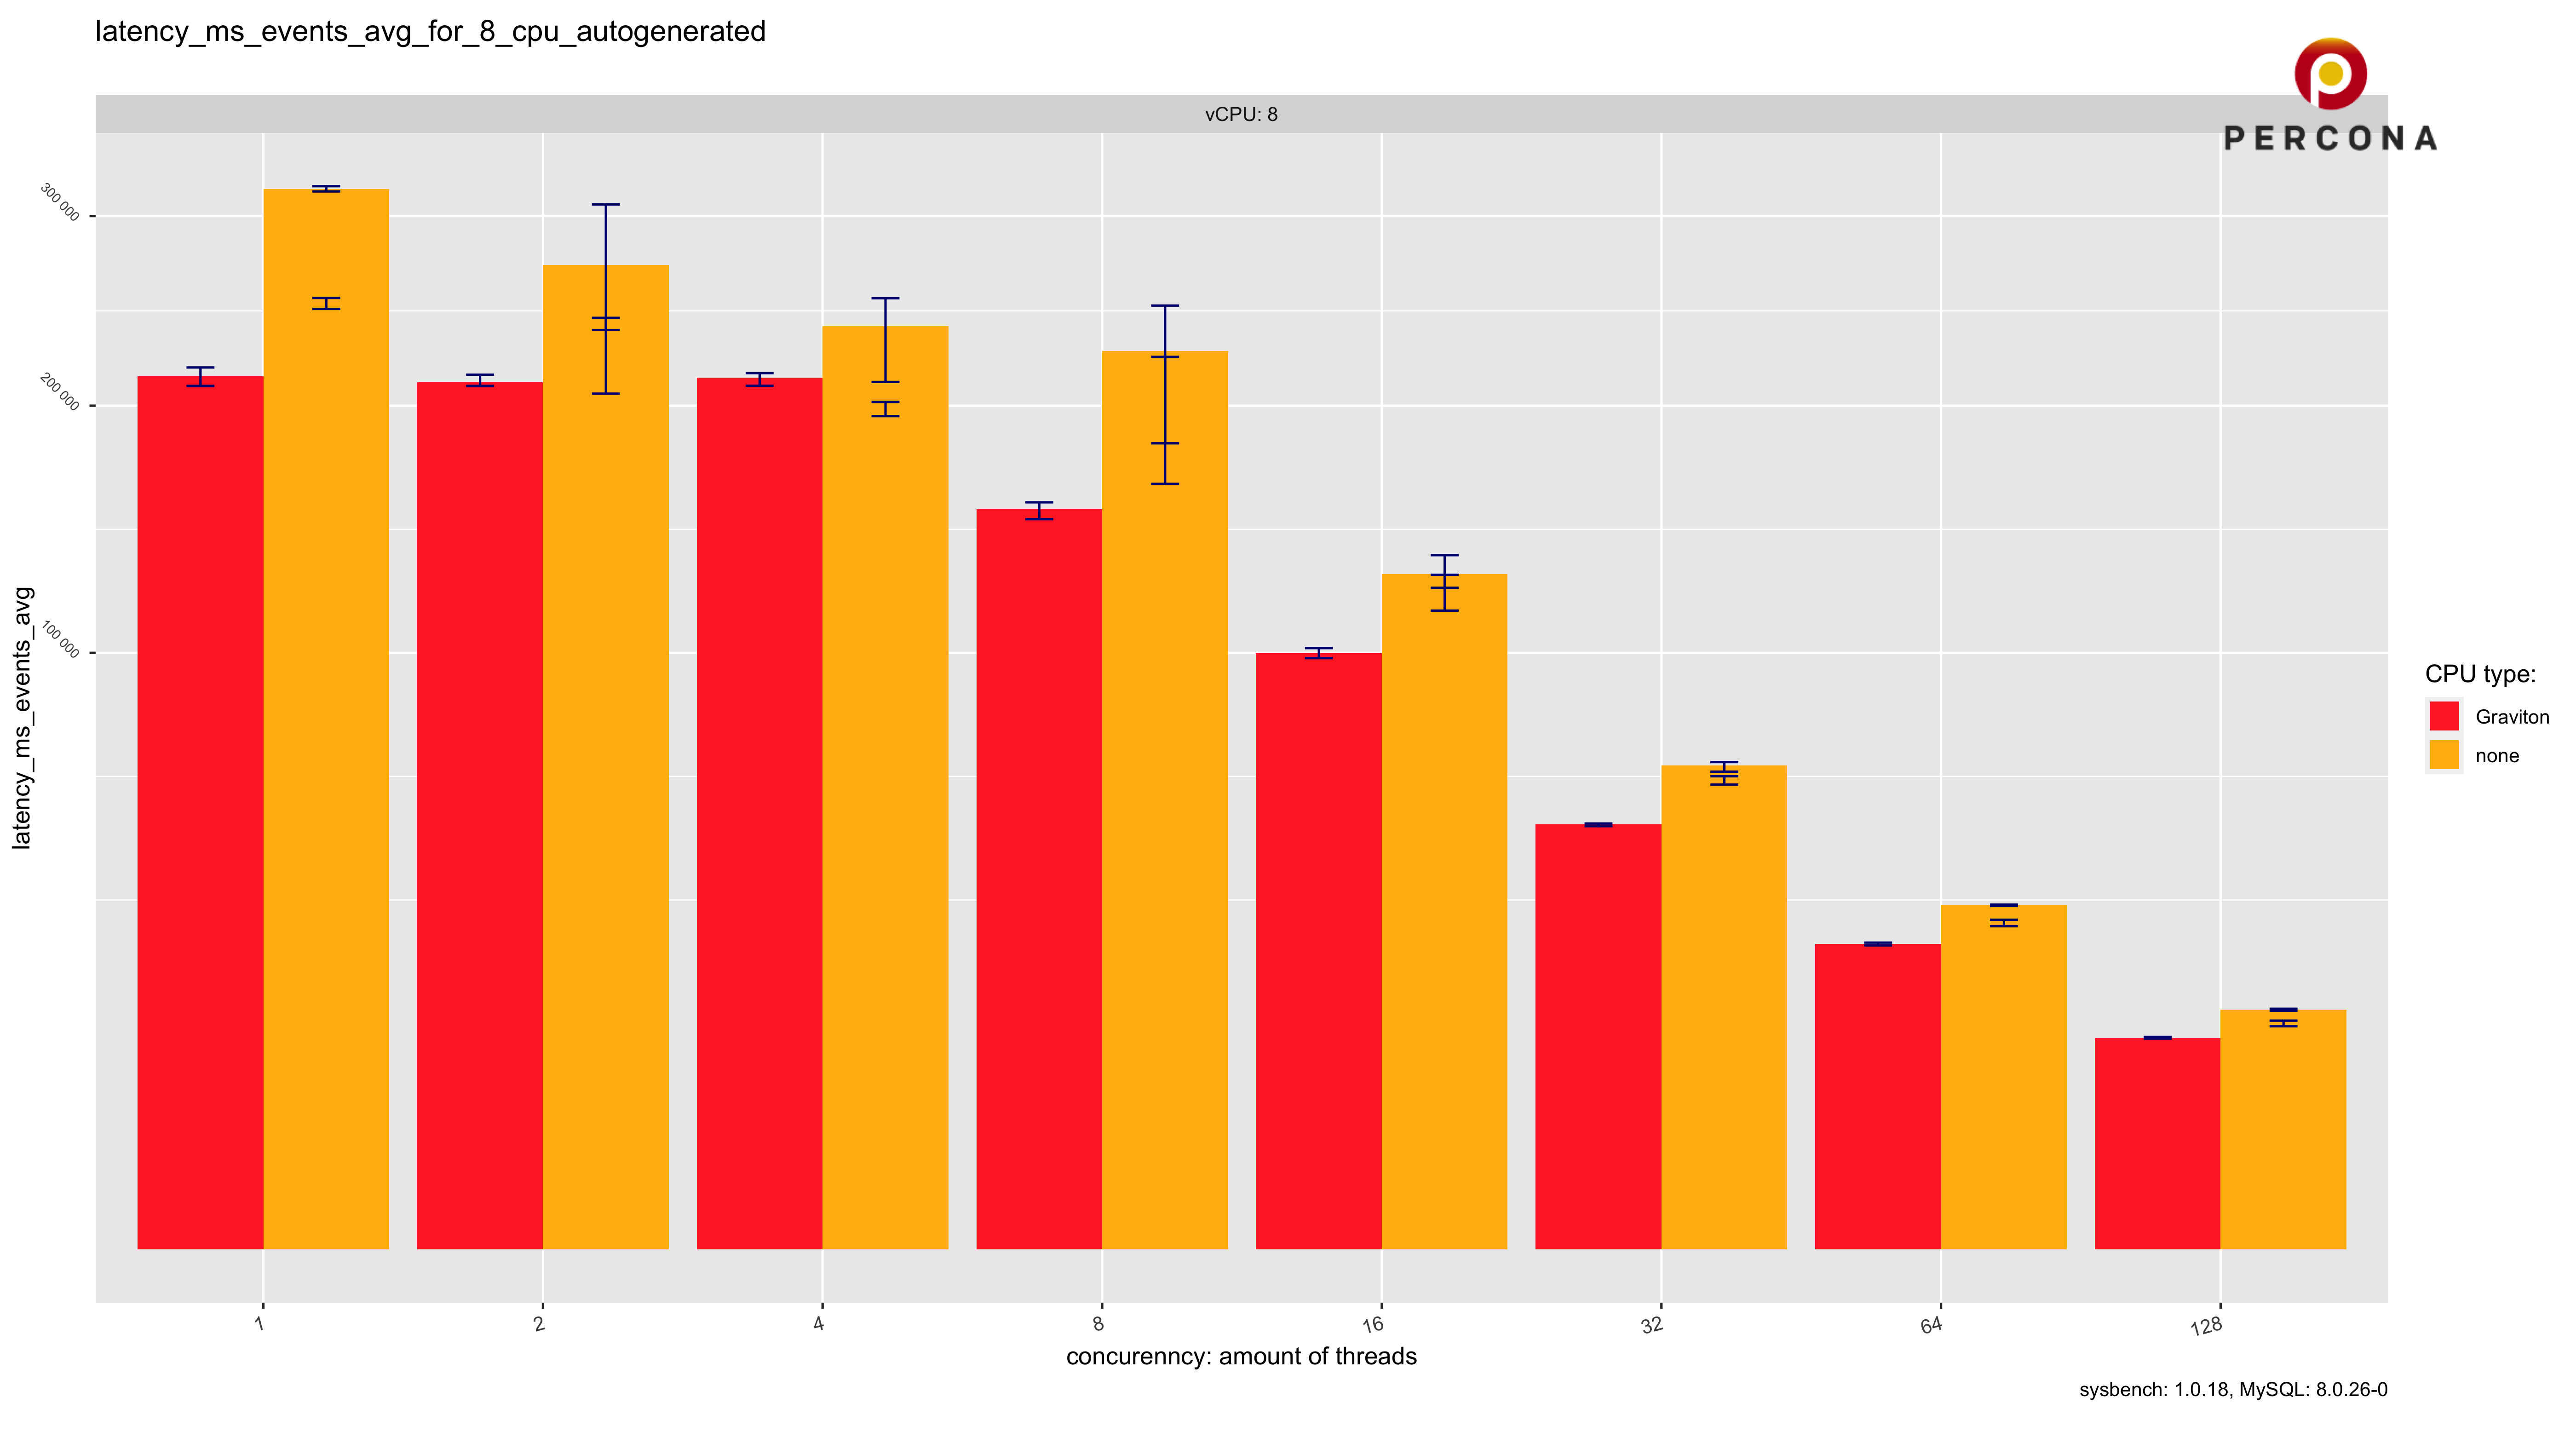 latency_ms_events_avg_for_8_cpu_autogenerated
PERCONA
vCPU: 8
300 000
200 000
100 000
latency_ms_events_avg
CPU type:
Graviton
none
1
2
4
8
16
32
64
128
concurenncy: amount of threads
sysbench: 1.0.18, MySQL: 8.0.26-0